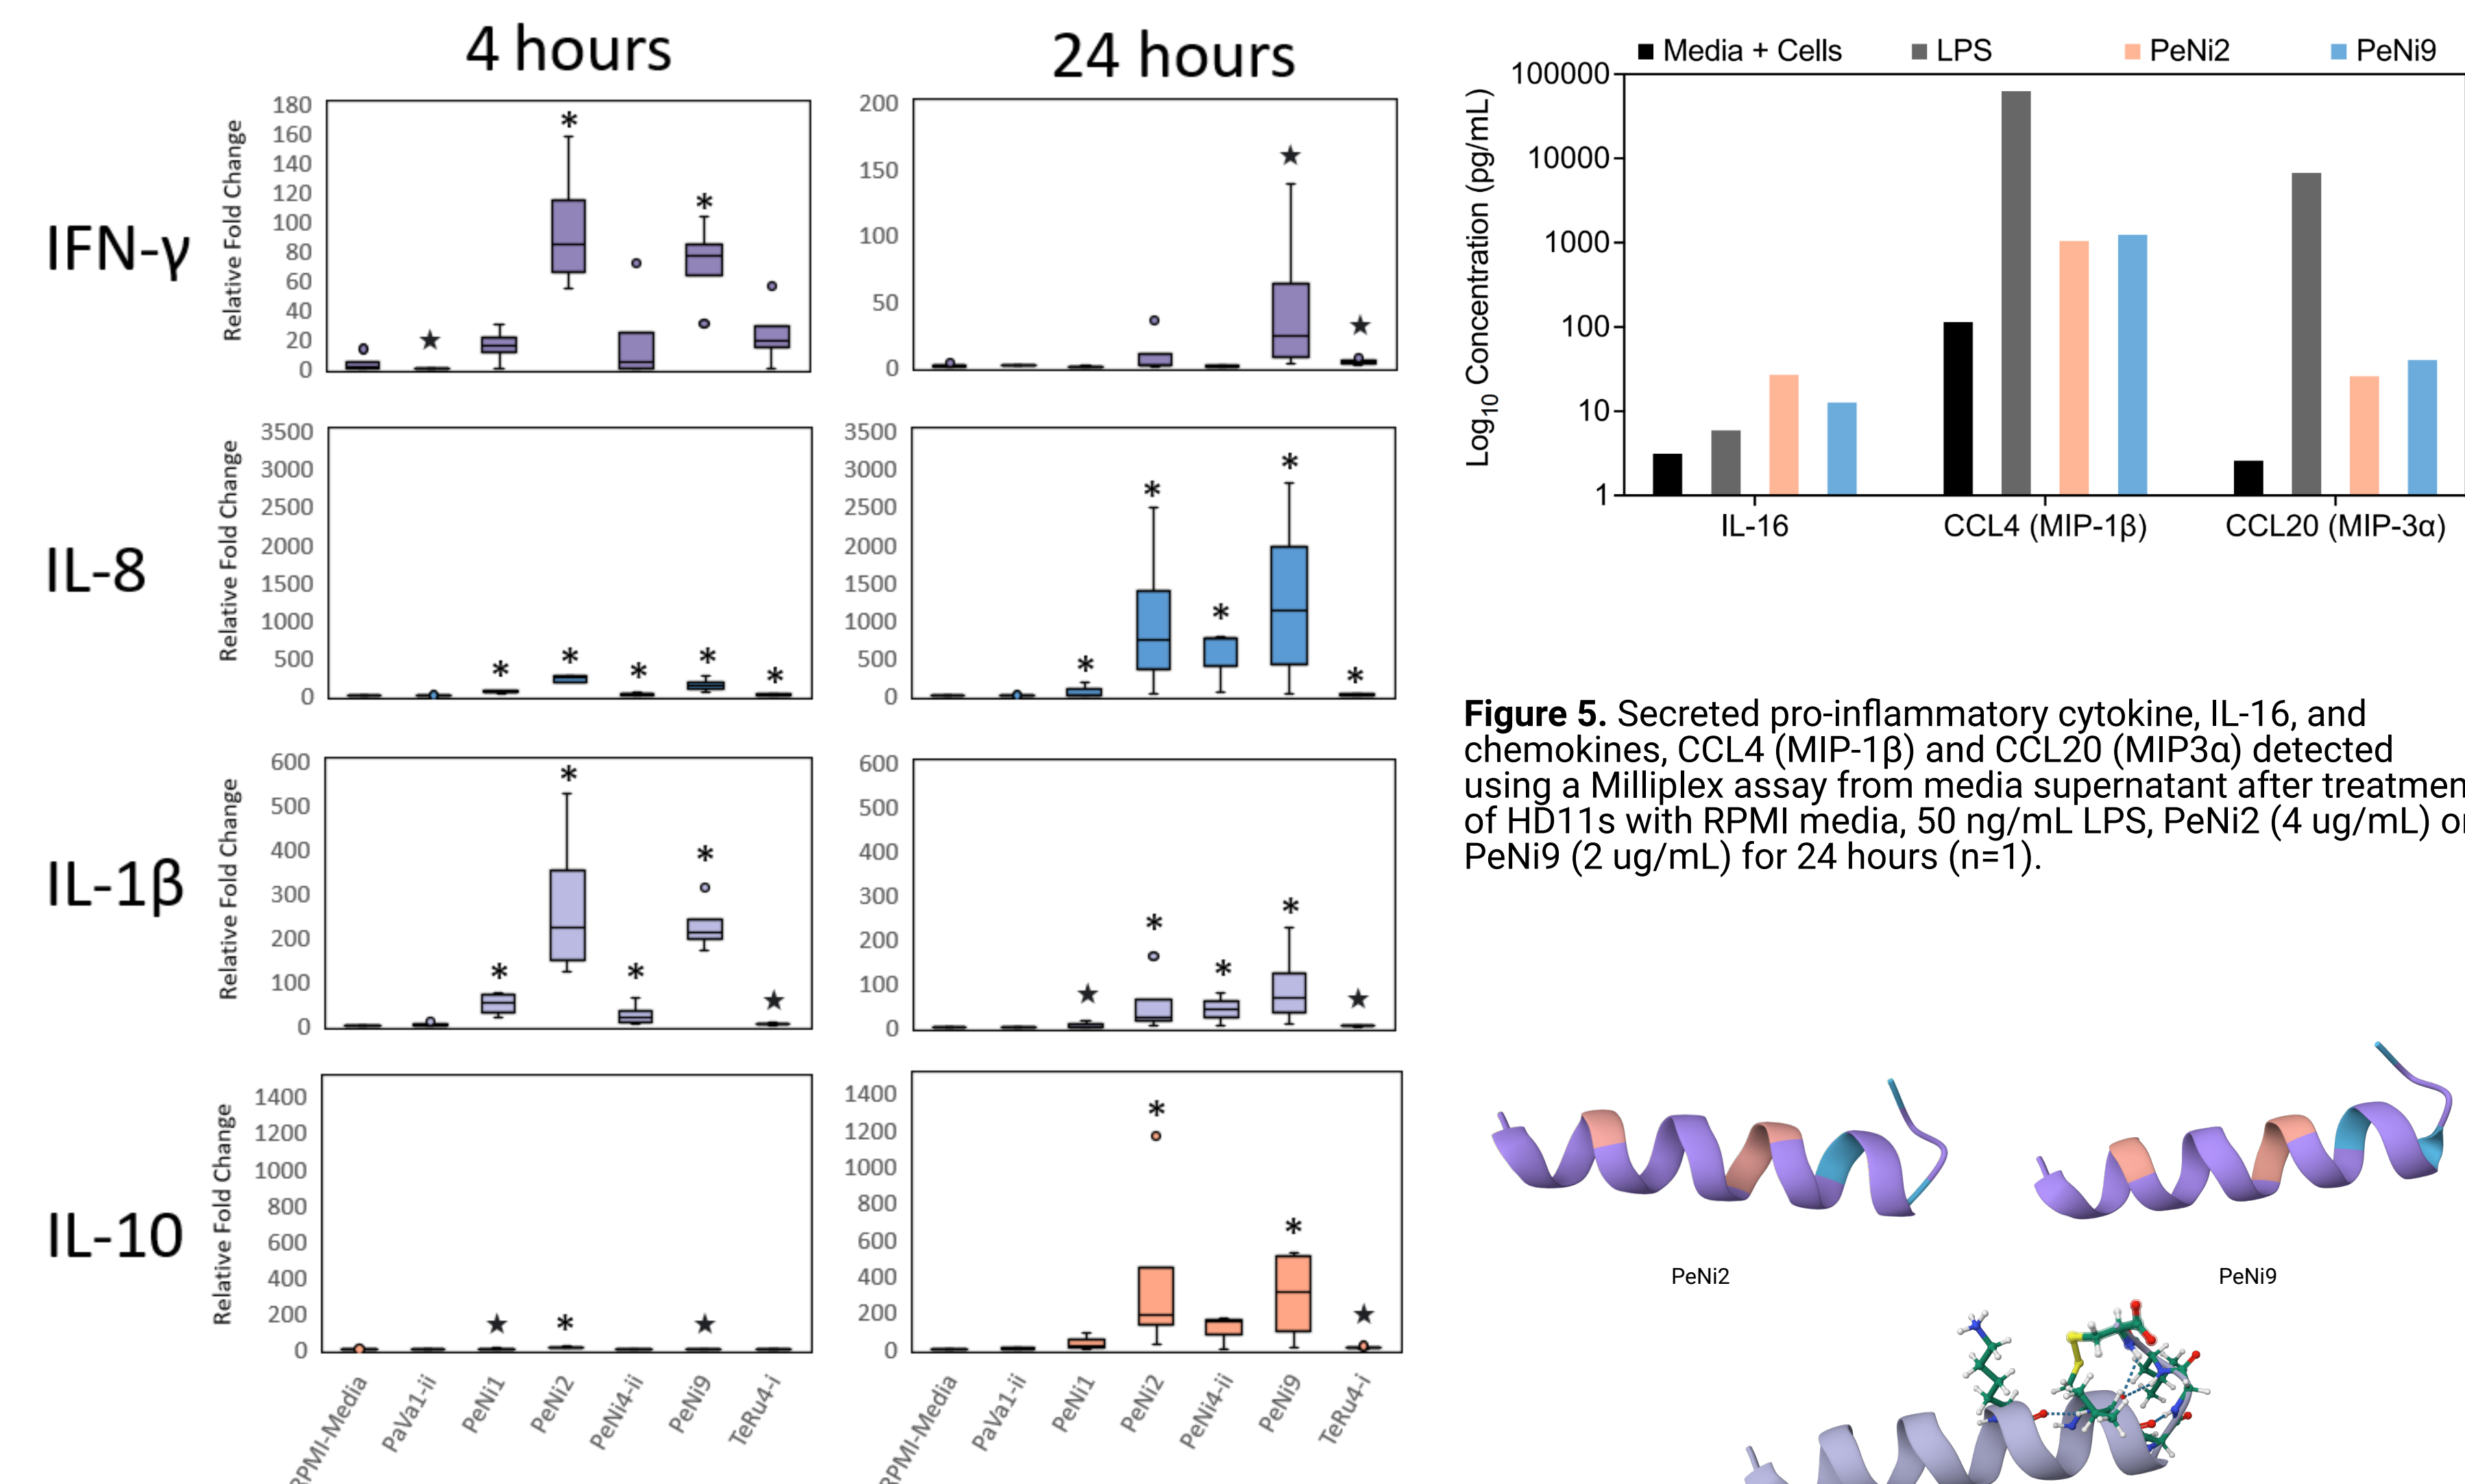 4 hours
24 hours
IFN-γ
Relative Fold Change
180
160
140
120
100
80
60
40
20
0
*
★
*
200
150
100
50
0
★
★
IL-8
Relative Fold Change
3500
3000
2500
2000
1500
1000
500
0
* * * * *
Relative Fold Change
3500
3000
2500
2000
1500
1000
500
0
* * * * *
IL-1β
Relative Fold Change
600
500
400
300
200
100
0
* * * * ★
600
500
400
300
200
100
0
★ * * * ★
IL-10
Relative Fold Change
1400
1200
1000
800
600
400
200
0
★ * ★
1400
1200
1000
800
600
400
200
0
* * ★
RPMI-Media
PaVa1-ii
PeNi1
PeNi2
PeNi4-ii
PeNi9
TeRu4-i
RPMI-Media
PaVa1-ii
PeNi1
PeNi2
PeNi4-ii
PeNi9
TeRu4-i
Media + Cells LPS PeNi2 PeNi9
Log10 Concentration (pg/mL)
100000
10000
1000
100
10
1
IL-16 CCL4 (MIP-1β) CCL20 (MIP-3α)
Figure 5. Secreted pro-inflammatory cytokine, IL-16, and
chemokines, CCL4 (MIP-1β) and CCL20 (MIP3α) detected
using a Milliplex assay from media supernatant after treatmen
of HD11s with RPMI media, 50 ng/mL LPS, PeNi2 (4 ug/mL) o
PeNi9 (2 ug/mL) for 24 hours (n=1).
PeNi2
PeNi9